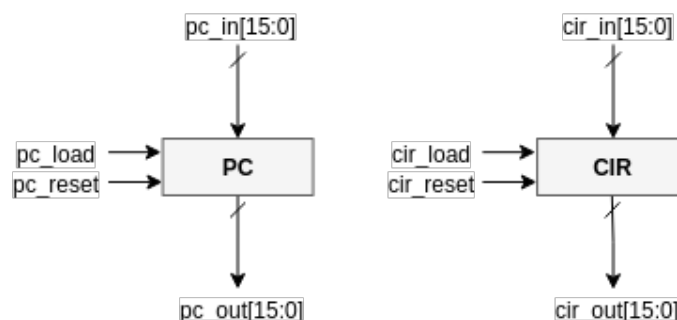 pc_in[15:0]
cir_in[15:0]
pc_load
pc_reset
PC
cir_load
cir_reset
CIR
pc_out[15:0]
cir_out[15:0]